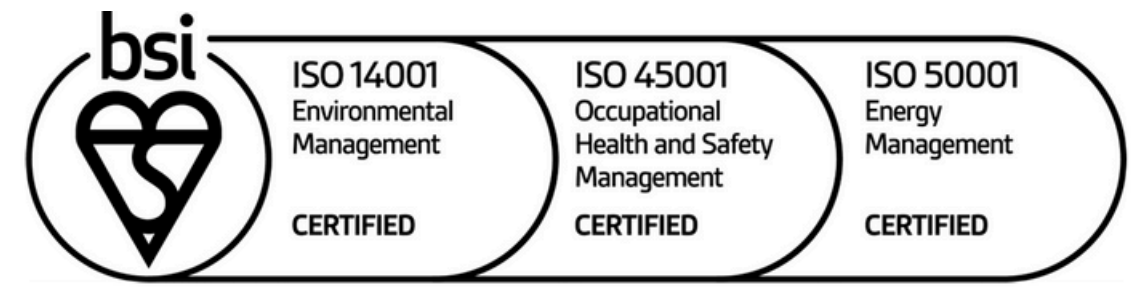 bsi
ISO 14001
Environmental
Management
CERTIFIED
ISO 45001
Occupational
Health and Safety
Management
CERTIFIED
ISO 50001
Energy
Management
CERTIFIED